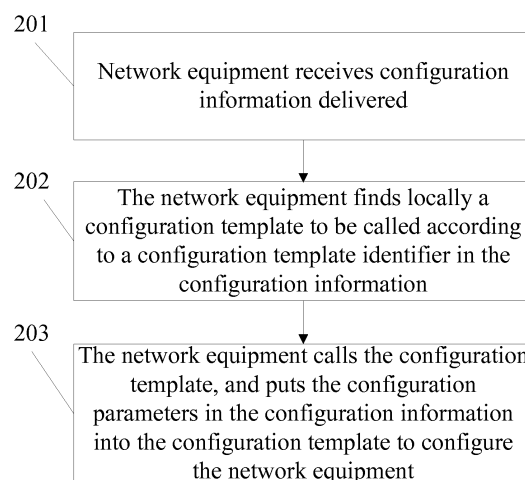 201
Network equipment receives configuration
information delivered
202
The network equipment finds locally a
configuration template to be called according
to a configuration template identifier in the
configuration information
203
The network equipment calls the configuration
template, and puts the configuration
parameters in the configuration information
into the configuration template to configure
the network equipment